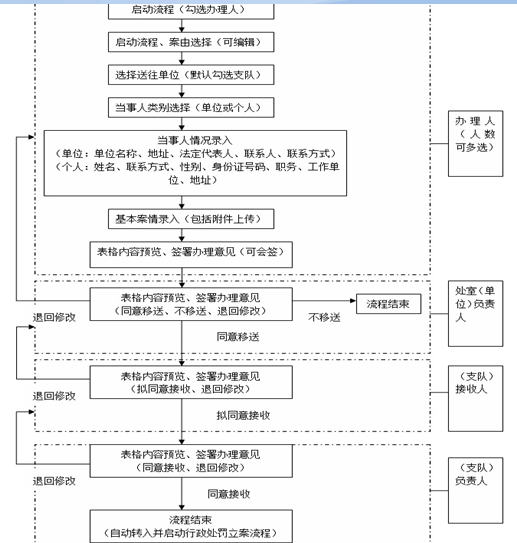 启动流程（勾选办理人）
启动流程、案由选择（可编辑）
选择送往单位（默认勾选支队）
当事人类别选择（单位或个人）
办理人
（人数
可多选）
当事人情况录入
（单位：单位名称、地址、法定代表人、联系人、联系方式）
（个人：姓名、联系方式、性别、身份证号码、职务、工作单
位、地址）
基本案情录入（包括附件上传）
表格内容预览、签署办理意见（可会签）
表格内容预览、签署办理意见
（同意移送、不移送、退回修改）
流程结束
处室（单
位）负责
人
退回修改
不移送
同意移送
表格内容预览、签署办理意见
（拟同意接收、退回修改）
（支队）
接收人
退回修改
拟同意接收
表格内容预览、签署办理意见
（同意接收、退回修改）
（支队）
负责人
退回修改
同意接收
流程结束
（自动转入并启动行政处罚立案流程）